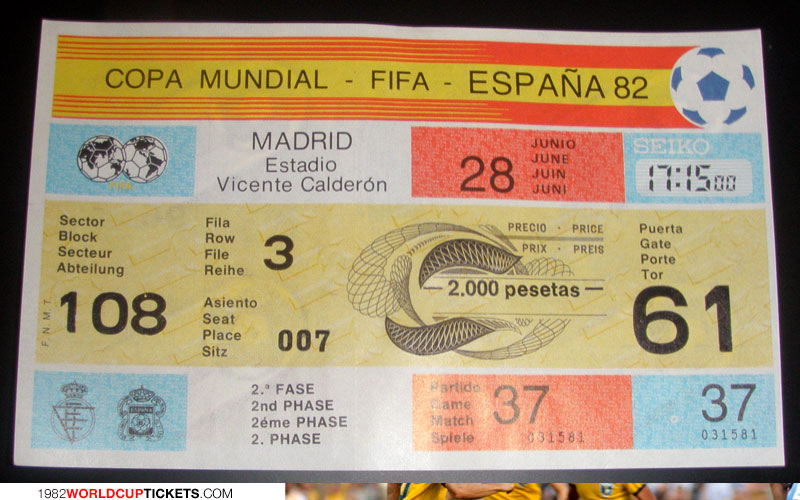 COPA MUNDIAL - FIFA - ESPAÑA 82
MADRID
Estadio
Vicente Calderón
28
JUNIO
JUNE
JUIN
JUNI
SEIKO
17:15 00
Sector
Block
Secteur
Abteilung
108
F.N.M.T.
Fila
Row
File
Reihe
3
Asiento
Seat
Place
Sitz
007
PRECIO · PRICE
PRIX · PREIS
2.000 pesetas
Puerta
Gate
Porte
Tor
61
2.ª FASE
2nd PHASE
2éme PHASE
2. PHASE
Partido
Game
Match
Spiele
37
031581
37
031581
1982WORLDCUPTICKETS.COM